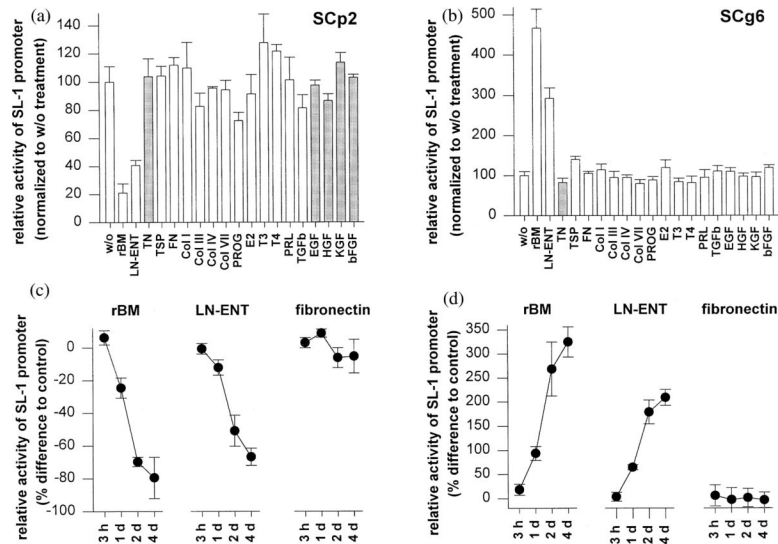 (a)
SCp2
relative activity of SL-1 promoter
(normalized to w/o treatment)
140
120
100
80
60
40
20
0
w/o
rBM
LN-ENT
TN
TSP
FN
Col I
Col III
Col IV
Col VII
PROG
E2
T3
T4
PRL
TGFb
EGF
HGF
KGF
bFGF
(b)
SCg6
relative activity of SL-1 promoter
(normalized to w/o treatment)
500
400
300
200
100
0
w/o
rBM
LN-ENT
TN
TSP
FN
Col I
Col III
Col IV
Col VII
PROG
E2
T3
T4
PRL
TGFb
EGF
HGF
KGF
bFGF
(c)
rBM
LN-ENT
fibronectin
relative activity of SL-1 promoter
(% difference to control)
0
-20
-40
-60
-80
-100
3 h
1 d
2 d
4 d
3 h
1 d
2 d
4 d
3 h
1 d
2 d
4 d
(d)
rBM
LN-ENT
fibronectin
relative activity of SL-1 promoter
(% difference to control)
350
300
250
200
150
100
50
0
3 h
1 d
2 d
4 d
3 h
1 d
2 d
4 d
3 h
1 d
2 d
4 d